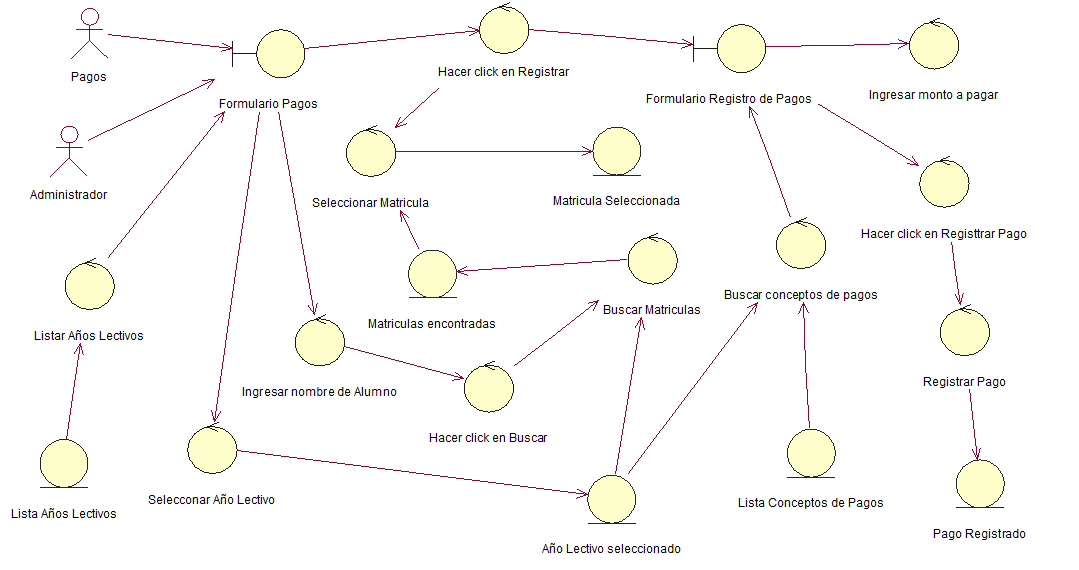 Pagos
Hacer click en Registrar
Formulario Pagos
Formulario Registro de Pagos
Ingresar monto a pagar
Administrador
Seleccionar Matricula
Matricula Seleccionada
Hacer click en Registtrar Pago
Listar Años Lectivos
Matriculas encontradas
Buscar Matriculas
Buscar conceptos de pagos
Ingresar nombre de Alumno
Registrar Pago
Hacer click en Buscar
Lista Años Lectivos
Selecconar Año Lectivo
Lista Conceptos de Pagos
Año Lectivo seleccionado
Pago Registrado